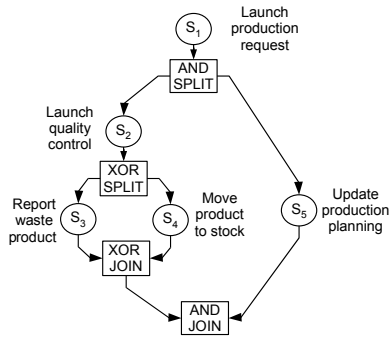 Launch
production
request
S1
AND
SPLIT
Launch
quality
control
S2
XOR
SPLIT
Report
waste
product
S3
S4
Move
product
to stock
S5
Update
production
planning
XOR
JOIN
AND
JOIN